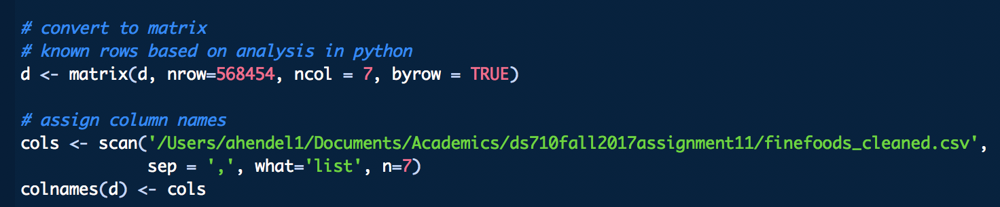 # convert to matrix
# known rows based on analysis in python
d <- matrix(d, nrow=568454, ncol = 7, byrow = TRUE)
# assign column names
cols <- scan('/Users/ahendel1/Documents/Academics/ds710fall2017assignment11/finefoods_cleaned.csv',
sep = ',', what='list', n=7)
colnames(d) <- cols